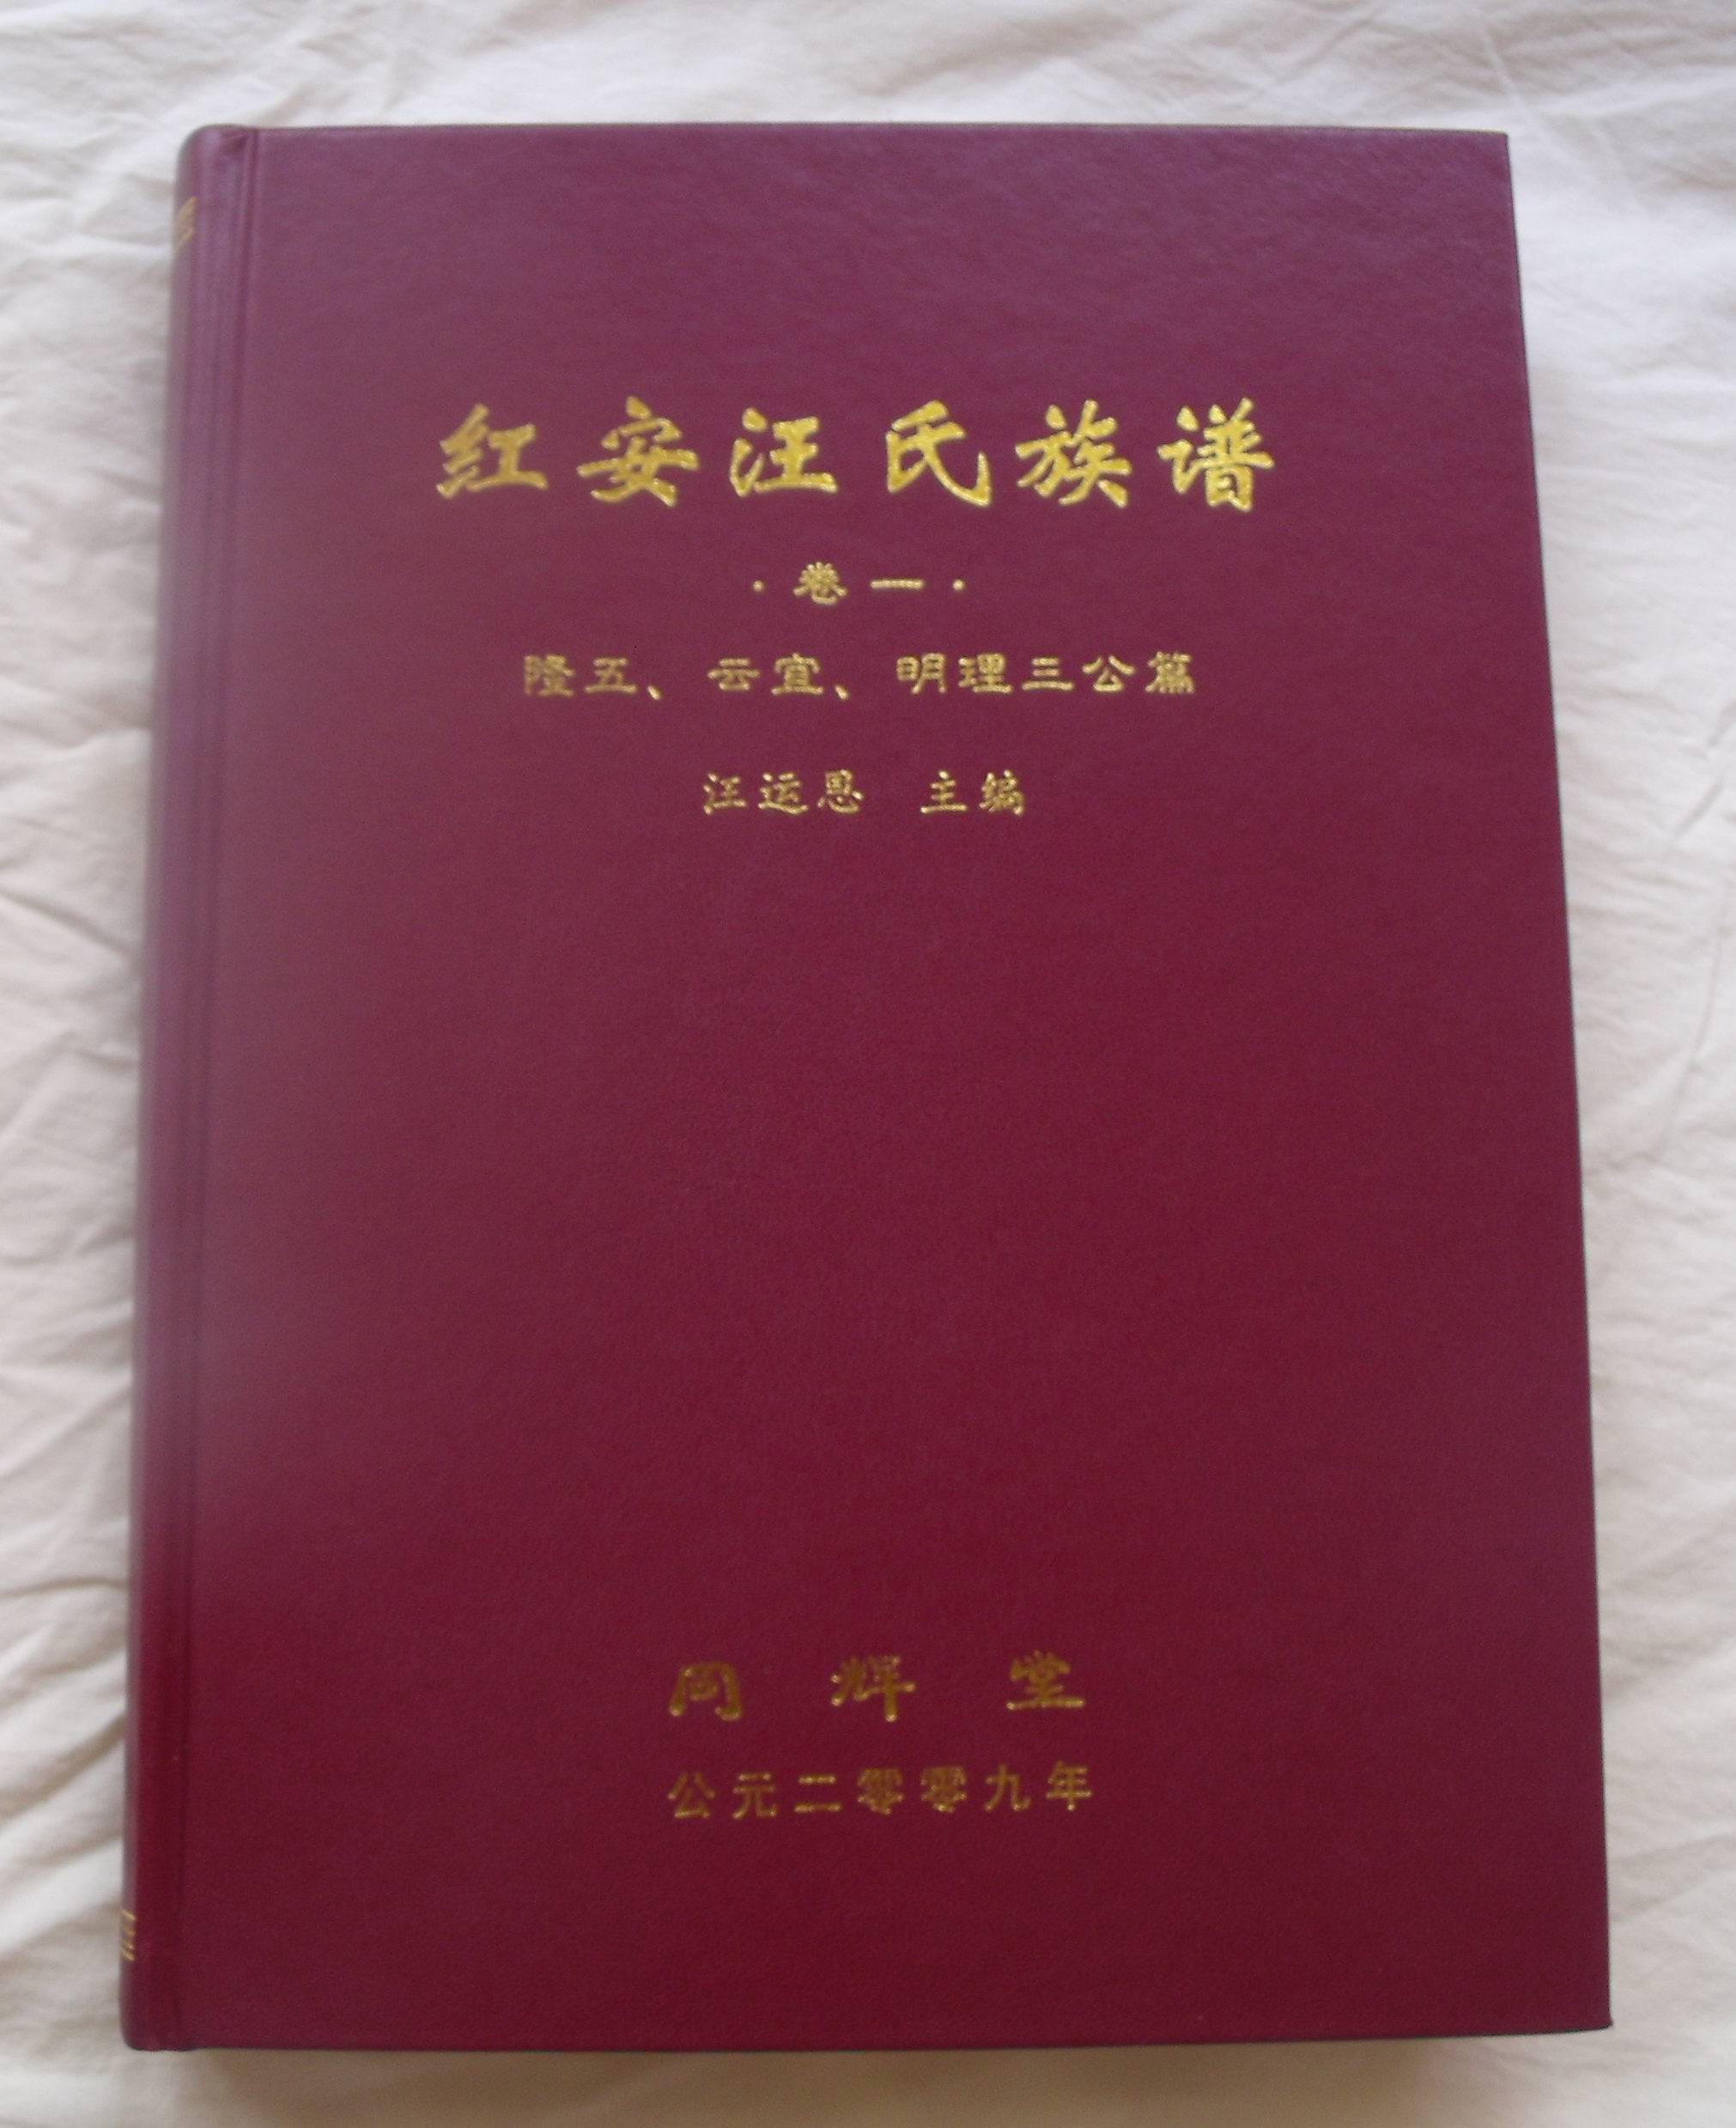 红安汪氏族谱
·卷一·
隆五、云宜、明理三公篇
汪运恩 主编
同辉堂
公元二零零九年